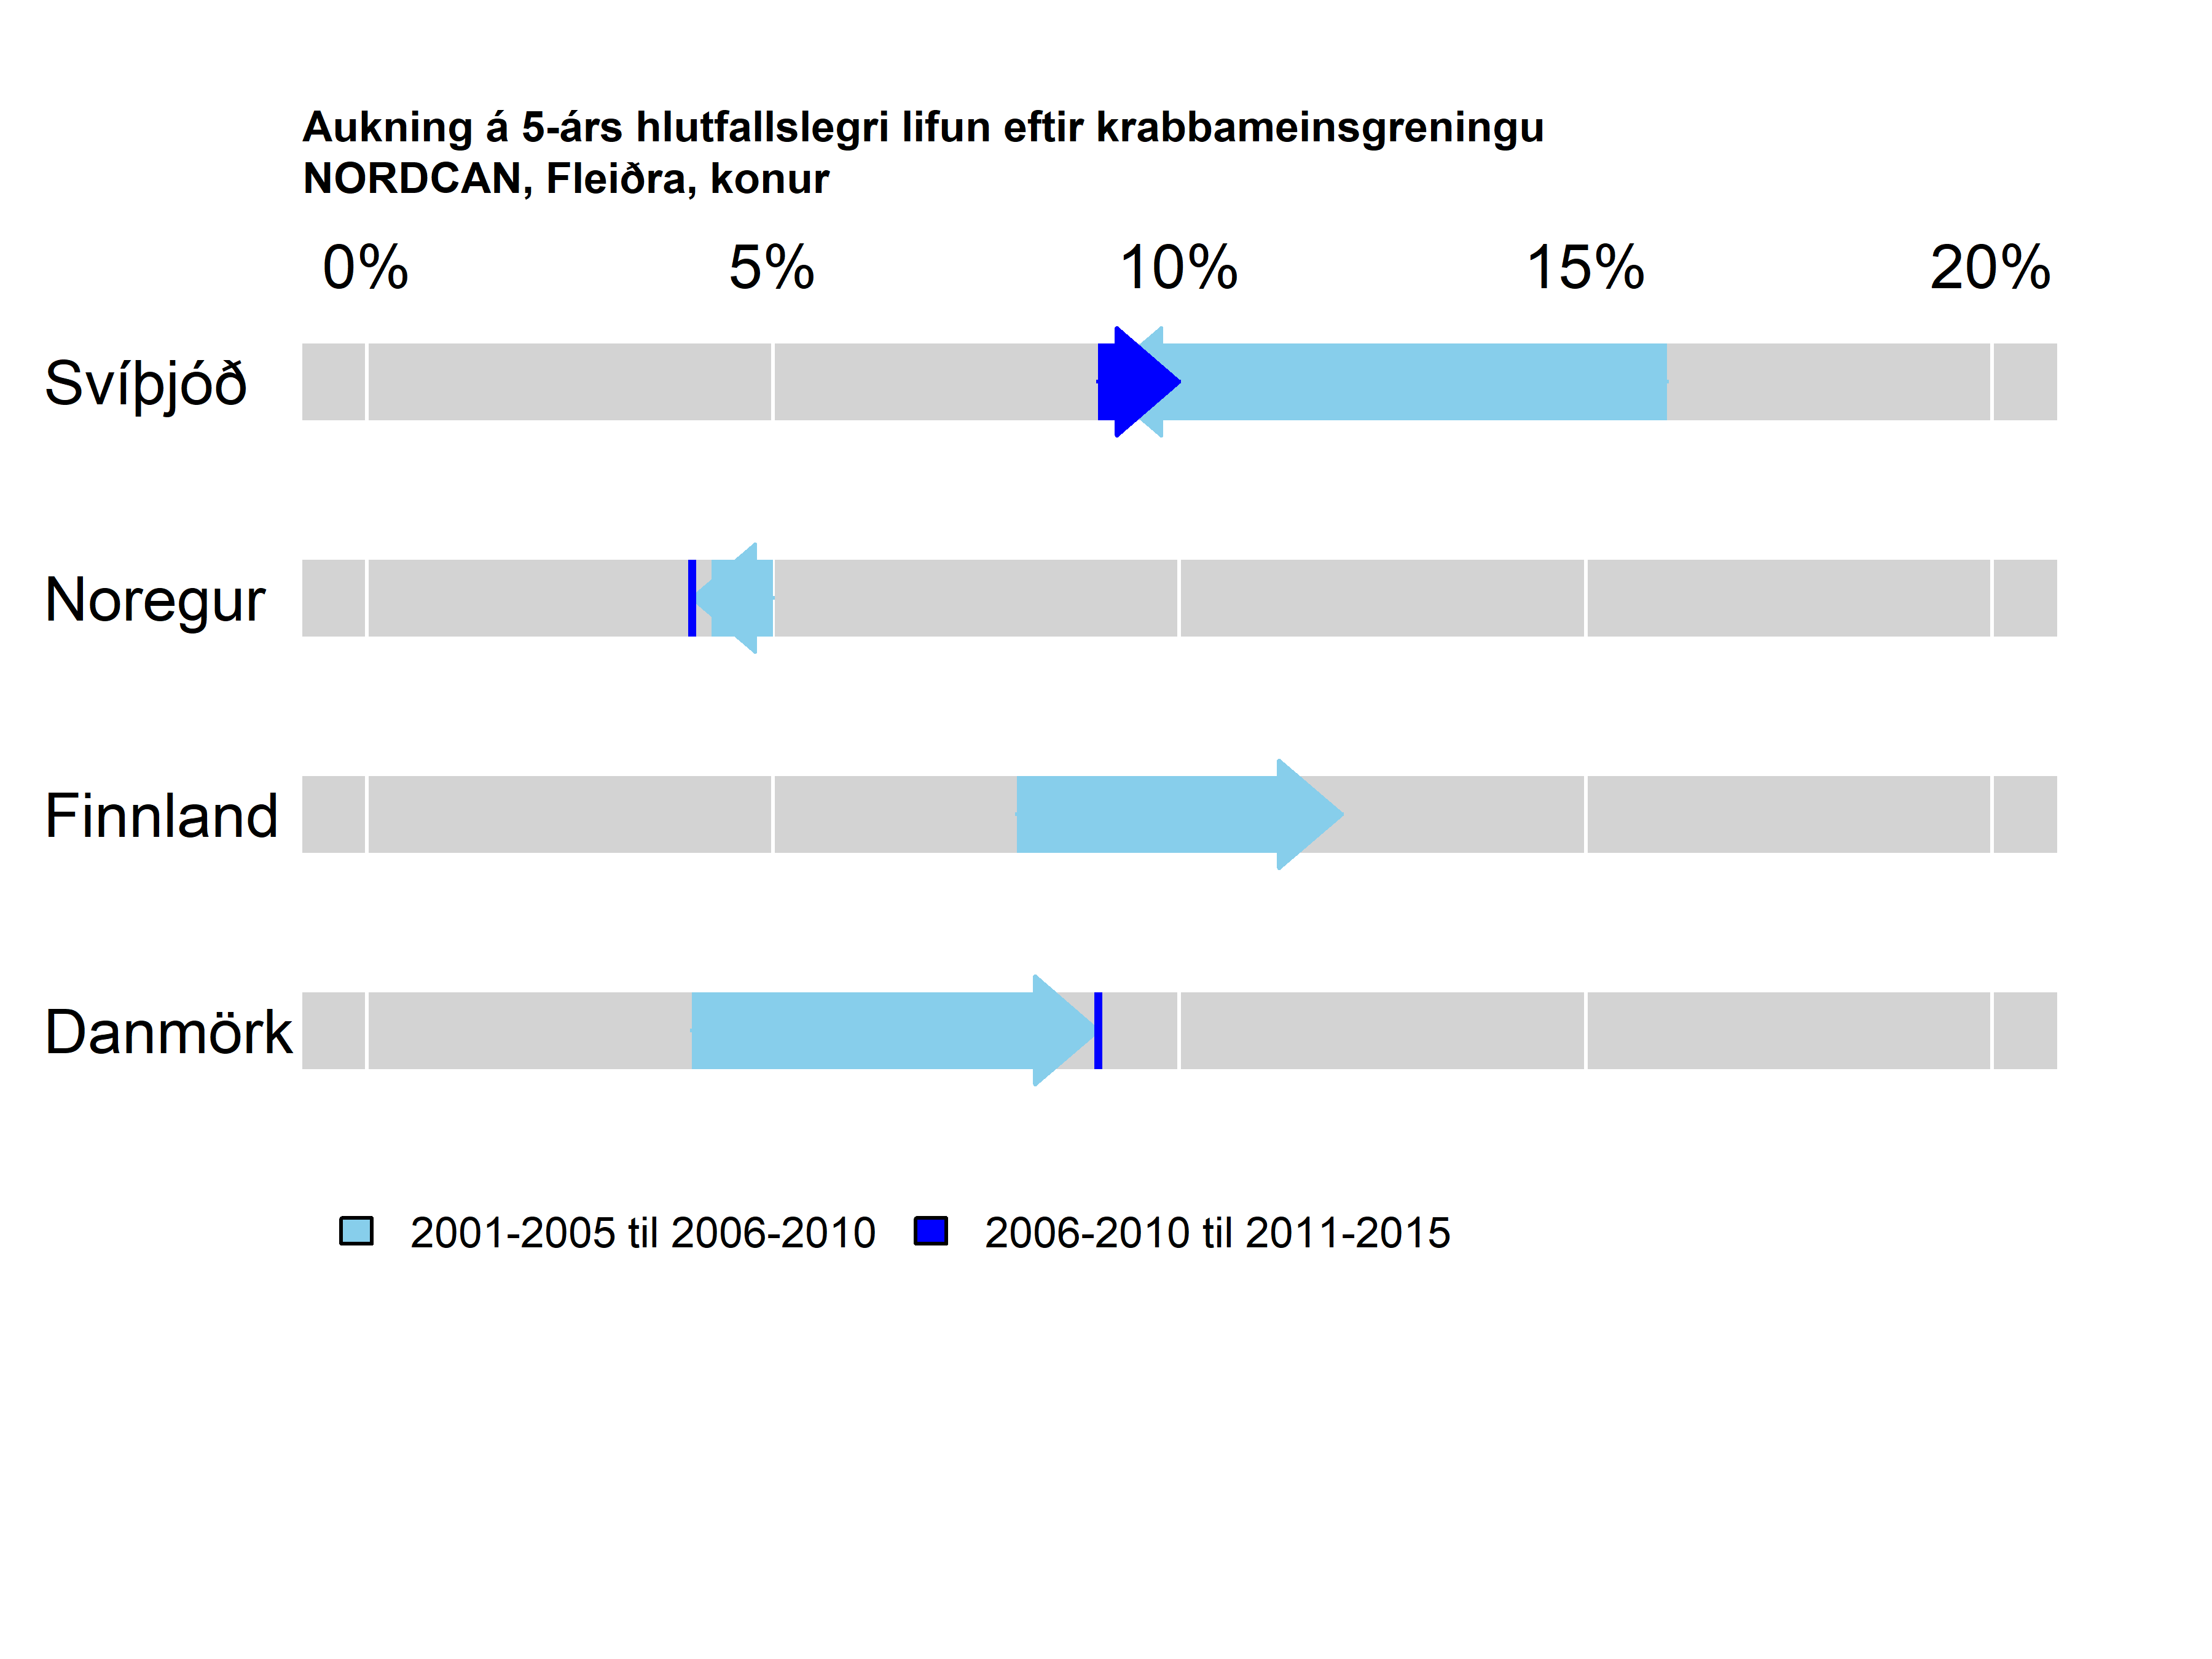 Aukning á 5-árs hlutfallslegri lifun eftir krabbameinsgreningu
NORDCAN, Fleiðra, konur
0% 5% 10% 15% 20%
Svíþjóð
Noregur
Finnland
Danmörk
2001-2005 til 2006-2010 2006-2010 til 2011-2015